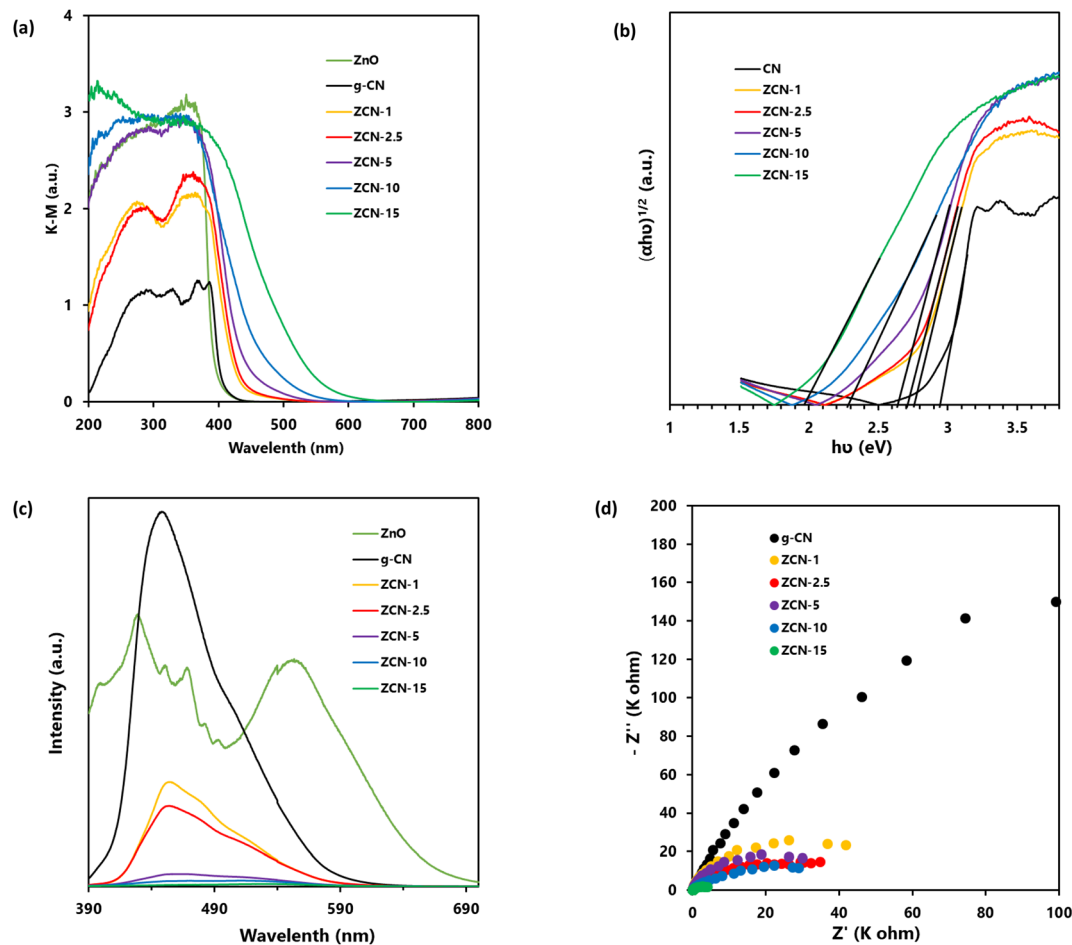 (a)
4
3
2
1
0
K-M (a.u.)
ZnO
g-CN
ZCN-1
ZCN-2.5
ZCN-5
ZCN-10
ZCN-15
200 300 400 500 600 700 800
Wavelenth (nm)
(b)
(αhυ)1/2 (a.u.)
CN
ZCN-1
ZCN-2.5
ZCN-5
ZCN-10
ZCN-15
1 1.5 2 2.5 3 3.5
hυ (eV)
(c)
Intensity (a.u.)
ZnO
g-CN
ZCN-1
ZCN-2.5
ZCN-5
ZCN-10
ZCN-15
390 490 590 690
Wavelenth (nm)
(d)
200
180
160
140
120
100
80
60
40
20
0
- Z'' (K ohm)
g-CN
ZCN-1
ZCN-2.5
ZCN-5
ZCN-10
ZCN-15
0 20 40 60 80 100
Z' (K ohm)